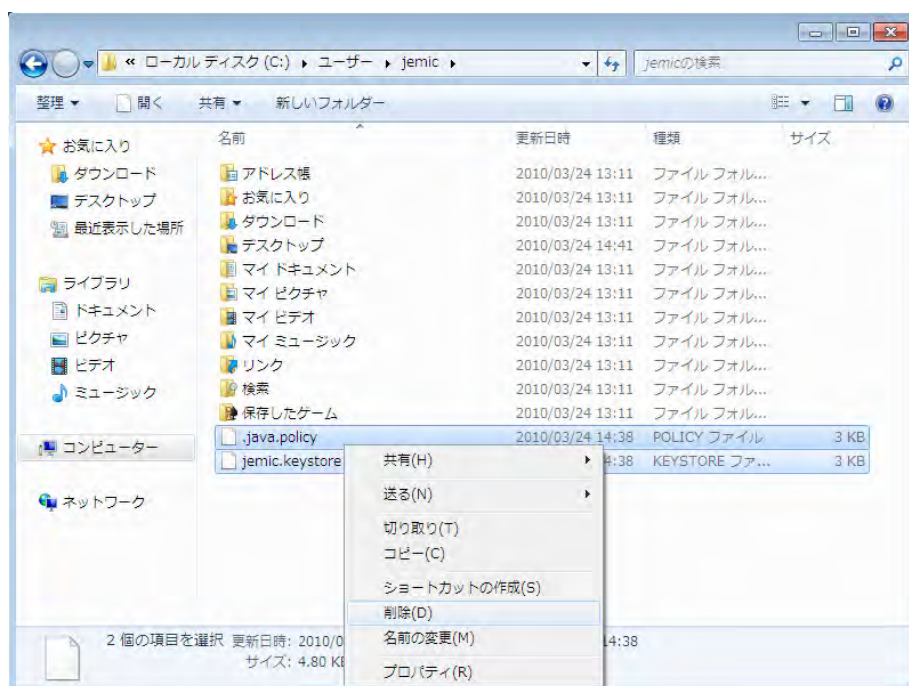 « ローカル ディスク (C:) ▸ ユーザー ▸ jemic ▸
jemicの検索
整理 ▼ 開く 共有 ▼ 新しいフォルダー
名前 更新日時 種類 サイズ
お気に入り
ダウンロード
デスクトップ
最近表示した場所
ライブラリ
ドキュメント
ピクチャ
ビデオ
ミュージック
コンピューター
ネットワーク
アドレス帳 2010/03/24 13:11 ファイル フォル...
お気に入り 2010/03/24 13:11 ファイル フォル...
ダウンロード 2010/03/24 13:11 ファイル フォル...
デスクトップ 2010/03/24 14:41 ファイル フォル...
マイ ドキュメント 2010/03/24 13:11 ファイル フォル...
マイ ピクチャ 2010/03/24 13:11 ファイル フォル...
マイ ビデオ 2010/03/24 13:11 ファイル フォル...
マイ ミュージック 2010/03/24 13:11 ファイル フォル...
リンク 2010/03/24 13:11 ファイル フォル...
検索 2010/03/24 13:11 ファイル フォル...
保存したゲーム 2010/03/24 13:11 ファイル フォル...
.java.policy 2010/03/24 14:38 POLICY ファイル 3 KB
jemic.keystore 4:38 KEYSTORE ファ... 3 KB
共有(H)
送る(N)
切り取り(T)
コピー(C)
ショートカットの作成(S)
削除(D)
名前の変更(M)
プロパティ(R)
2 個の項目を選択 更新日時: 2010/0 14:38
サイズ: 4.80 KB